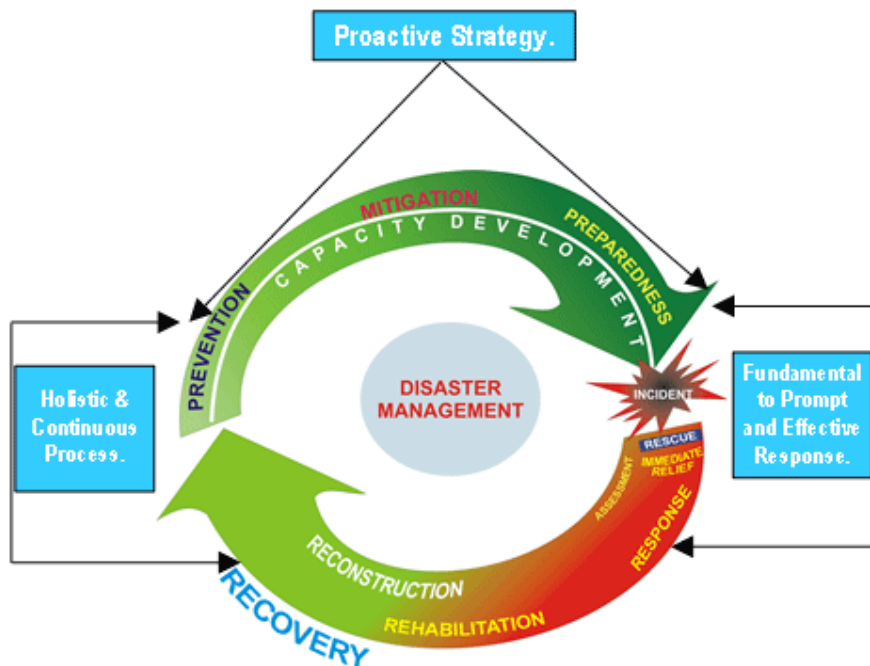 Proactive Strategy.
MITIGATION
CAPACITY DEVELOPMENT
PREPAREDNESS
PREVENTION
Holistic &
Continuous
Process.
DISASTER
MANAGEMENT
INCIDENT
Fundamental
to Prompt
and Effective
Response.
RESCUE
IMMEDIATE
RELIEF
ASSESSMENT
RESPONSE
RECONSTRUCTION
REHABILITATION
RECOVERY